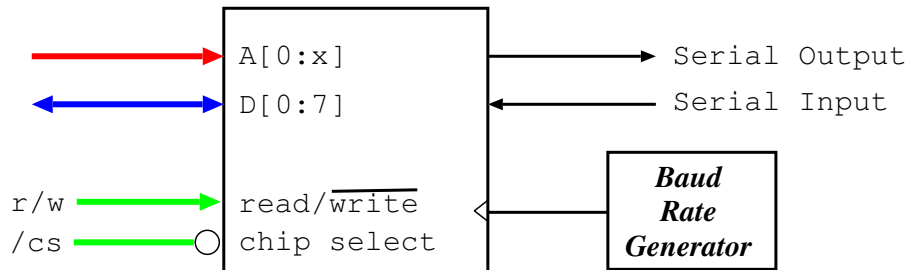 A[0:x]
Serial Output
D[0:7]
Serial Input
Baud
Rate
Generator
r/w
read/write
/cs
chip select